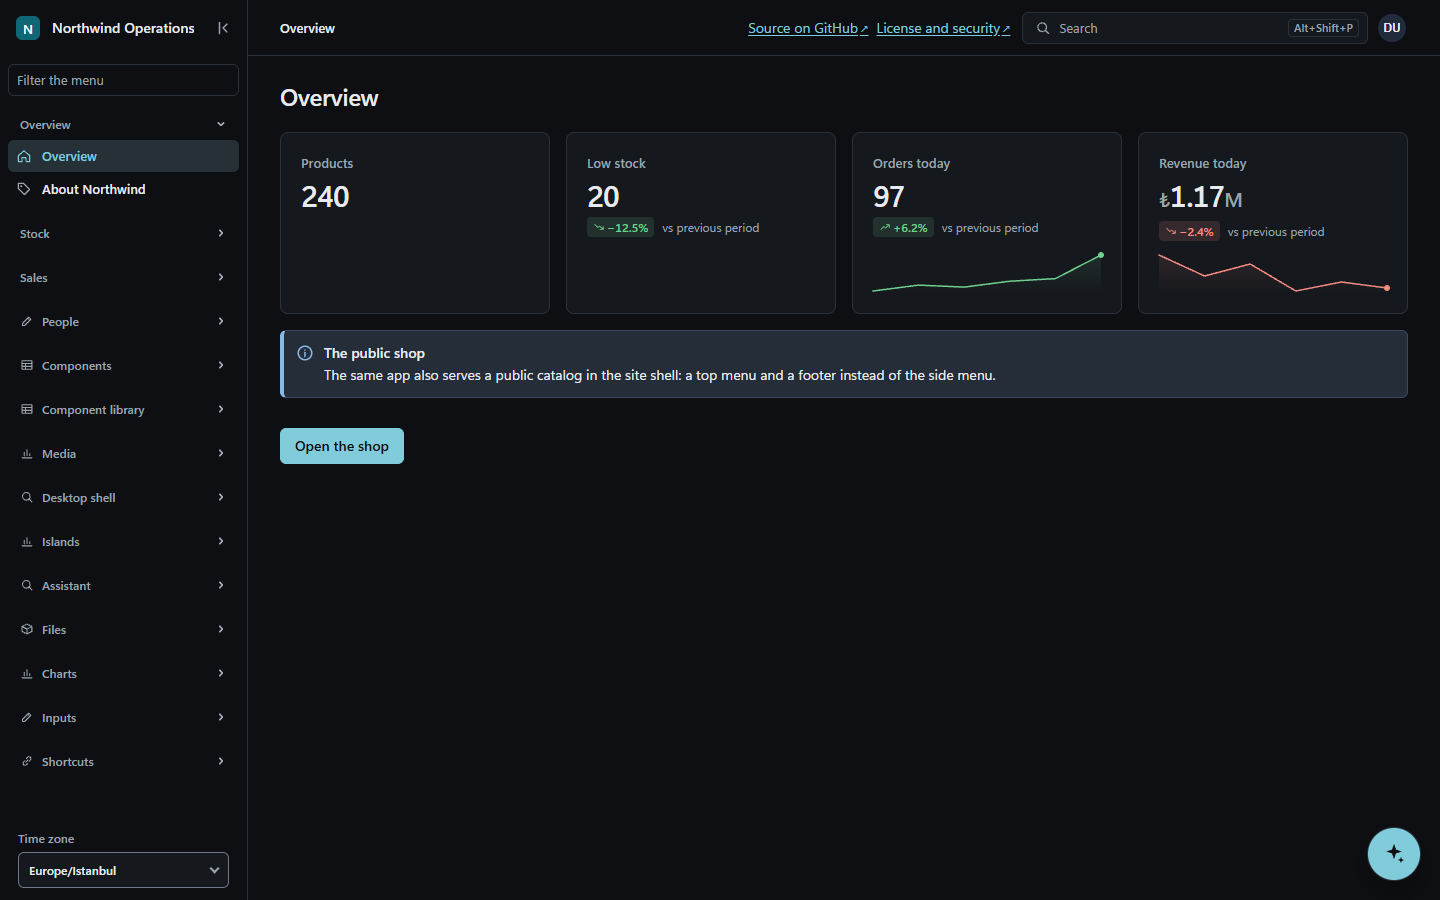 N Northwind Operations
Filter the menu
Overview
Overview
About Northwind
Stock
Sales
People
Components
Component library
Media
Desktop shell
Islands
Assistant
Files
Charts
Inputs
Shortcuts
Time zone
Europe/Istanbul
Overview
Source on GitHub↗ License and security↗
Search Alt+Shift+P
DU
Overview
Products
240
Low stock
20
−12.5% vs previous period
Orders today
97
+6.2% vs previous period
Revenue today
₺1.17M
−2.4% vs previous period
The public shop
The same app also serves a public catalog in the site shell: a top menu and a footer instead of the side menu.
Open the shop